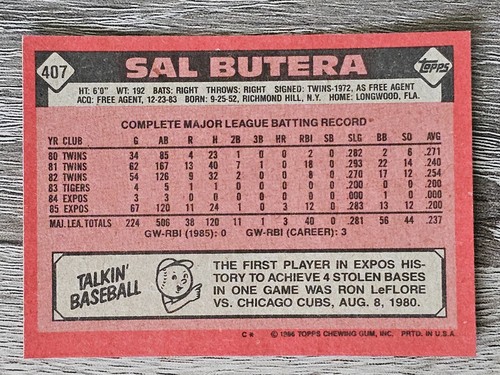 407
SAL BUTERA
topps
HT: 6'0" WT: 192 BATS: RIGHT THROWS: RIGHT SIGNED: TWINS-1972, AS FREE AGENT
ACQ: FREE AGENT, 12-23-83 BORN: 9-25-52, RICHMOND HILL, N.Y. HOME: LONGWOOD, FLA.
COMPLETE MAJOR LEAGUE BATTING RECORD
YR CLUB G AB R H 2B 3B HR RBI SB SLG BB SO AVG
80 TWINS 34 85 4 23 1 0 0 2 0 .282 2 6 .271
81 TWINS 62 167 13 40 7 1 0 18 0 .293 22 14 .240
82 TWINS 54 126 9 32 2 0 0 8 0 .270 17 12 .254
83 TIGERS 4 5 1 1 0 0 0 0 0 .200 0 0 .200
84 EXPOS 3 3 0 0 0 0 0 0 0 .000 1 0 .000
85 EXPOS 67 120 11 24 1 0 3 12 0 .283 13 12 .200
MAJ. LEA. TOTALS 224 506 38 120 11 1 3 40 0 .281 56 44 .237
GW-RBI (1985): 0 GW-RBI (CAREER): 3
TALKIN' BASEBALL
THE FIRST PLAYER IN EXPOS HIS-
TORY TO ACHIEVE 4 STOLEN BASES
IN ONE GAME WAS RON LeFLORE
VS. CHICAGO CUBS, AUG. 8, 1980.
C* © 1986 TOPPS CHEWING GUM, INC. PRTD. IN U.S.A.